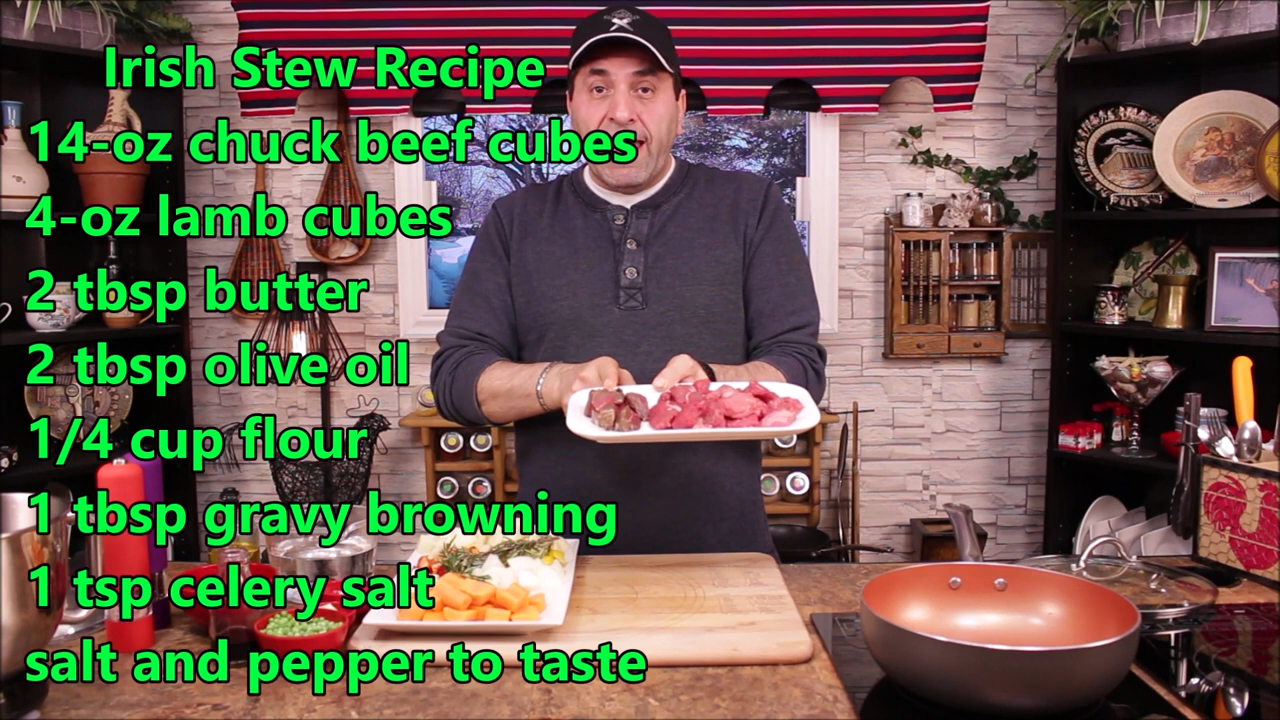 Irish Stew Recipe
14-oz chuck beef cubes
4-oz lamb cubes
2 tbsp butter
2 tbsp olive oil
1/4 cup flour
1 tbsp gravy browning
1 tsp celery salt
salt and pepper to taste